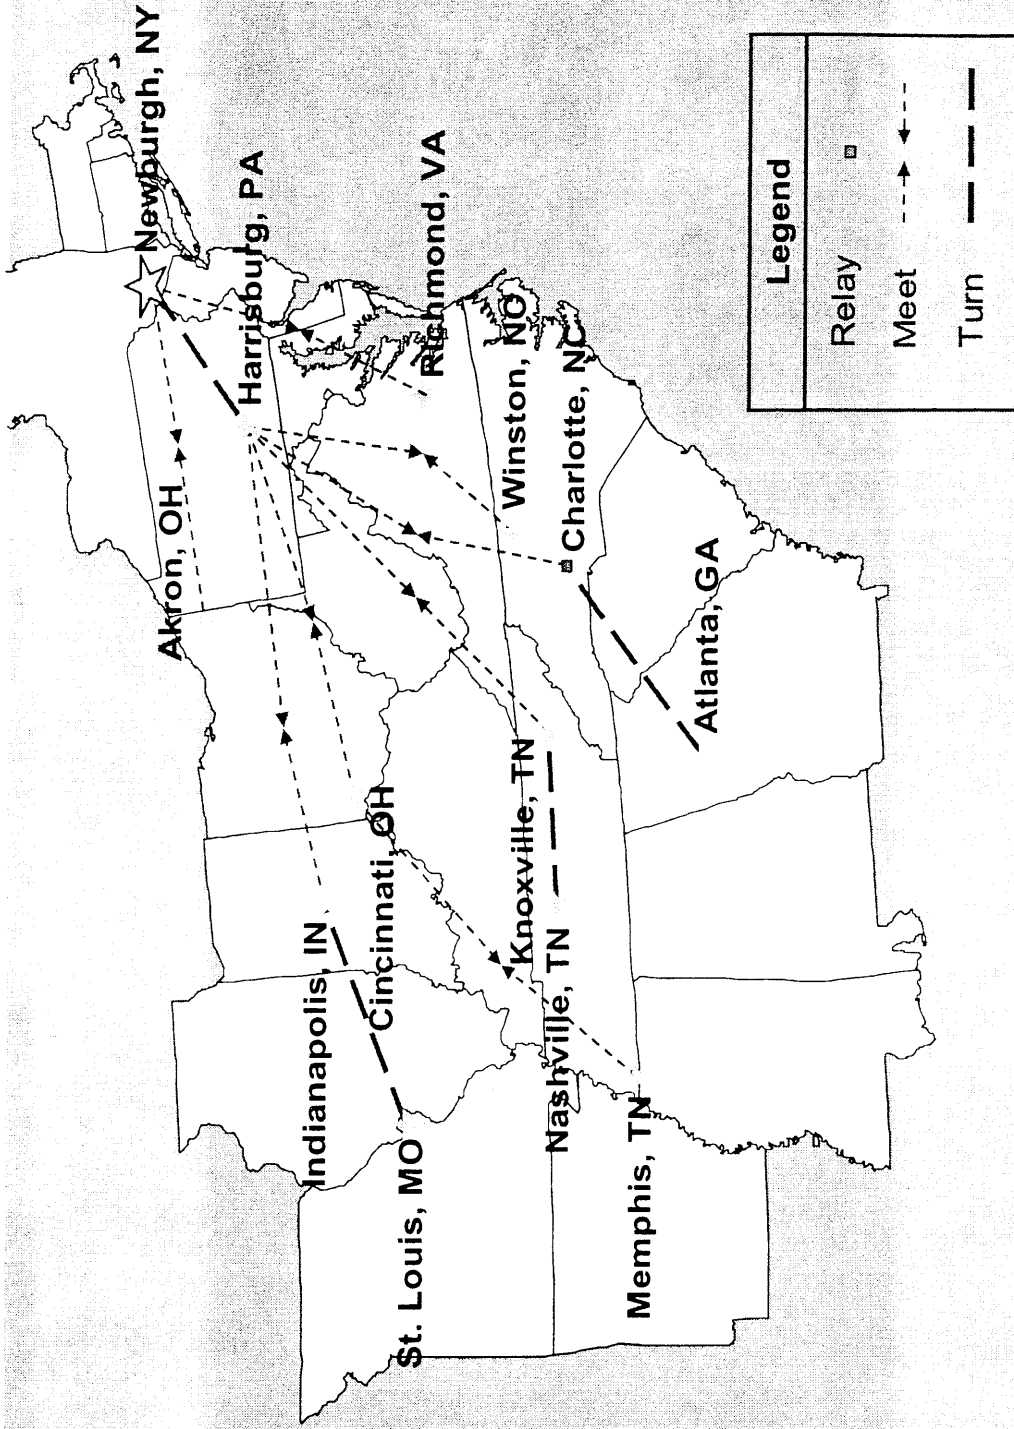 Newburgh, NY
Harrisburg, PA
Akron, OH
Richmond, VA
Winston, NC
Charlotte, NC
Atlanta, GA
Knoxville, TN
Cincinnati, OH
Indianapolis, IN
Nashville, TN
St. Louis, MO
Memphis, TN
Legend
Relay
Meet
Turn